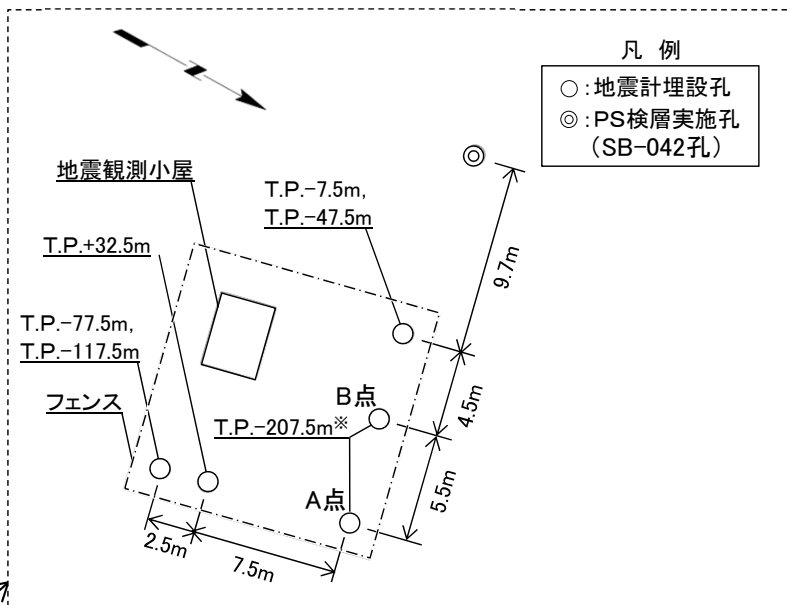 凡 例
○:地震計埋設孔
◎:PS検層実施孔
(SB-042孔)
地震観測小屋
T.P.-7.5m,
T.P.-47.5m
T.P.+32.5m
9.7m
T.P.-77.5m,
T.P.-117.5m
フェンス
B点
T.P.-207.5m※
4.5m
A点
5.5m
2.5m
7.5m